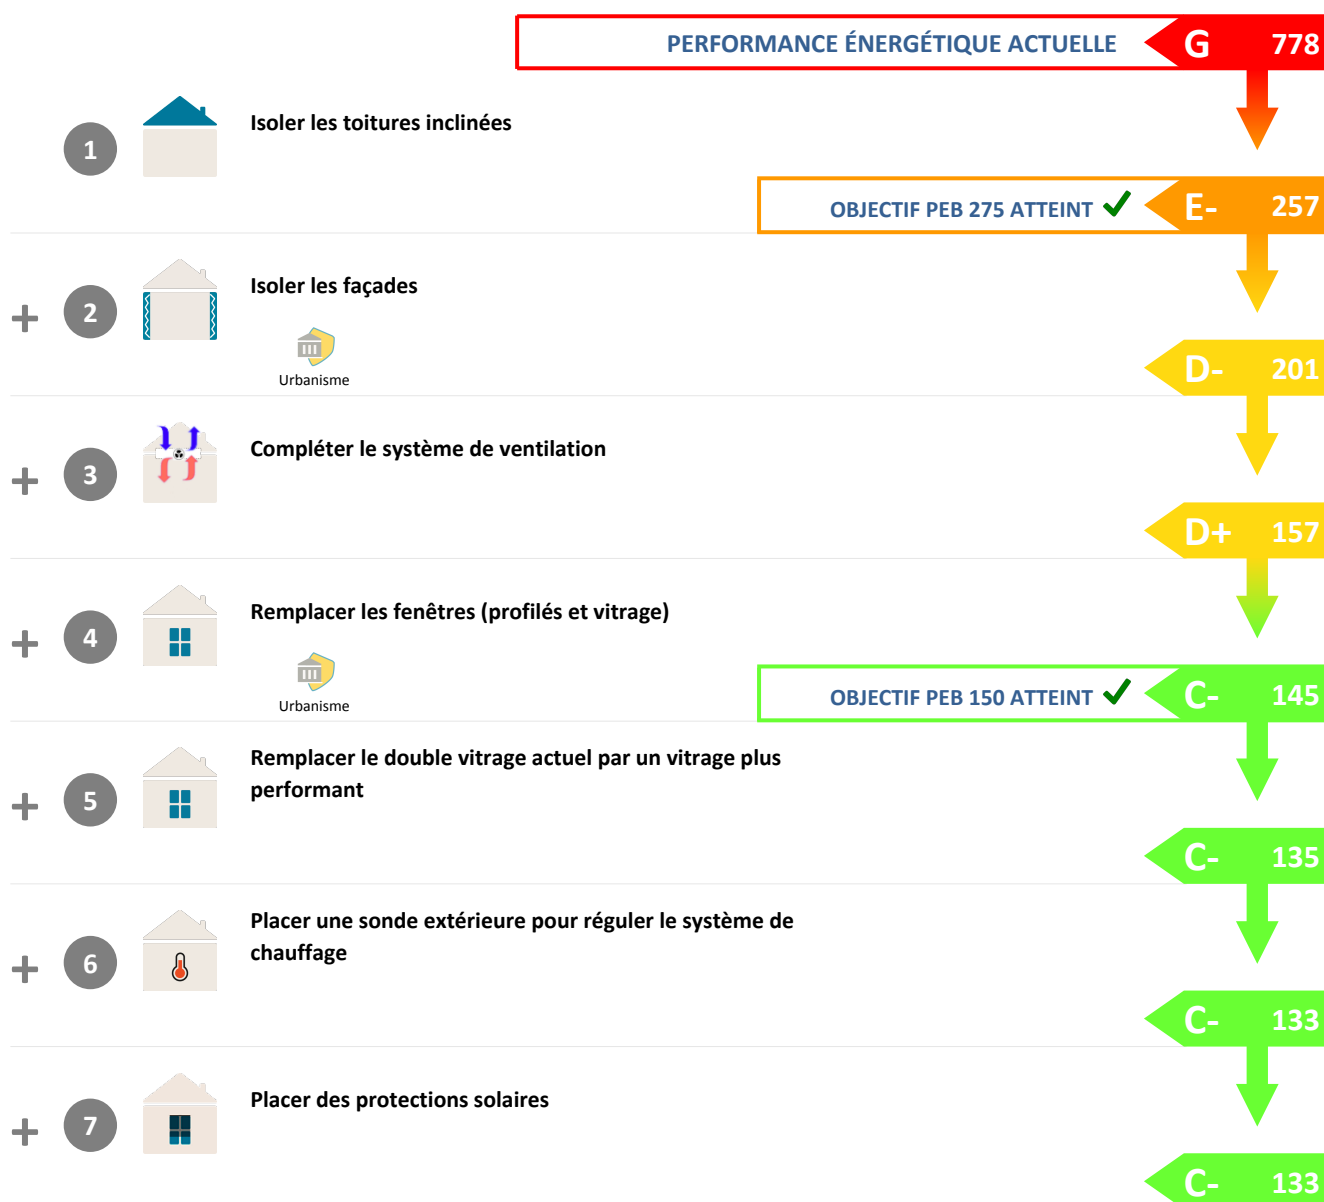 PERFORMANCE ÉNERGÉTIQUE ACTUELLE G 778
1 Isoler les toitures inclinées
OBJECTIF PEB 275 ATTEINT ✓ E- 257
+ 2 Isoler les façades
Urbanisme
D- 201
+ 3 Compléter le système de ventilation
D+ 157
+ 4 Remplacer les fenêtres (profilés et vitrage)
Urbanisme
OBJECTIF PEB 150 ATTEINT ✓ C- 145
+ 5 Remplacer le double vitrage actuel par un vitrage plus
performant
C- 135
+ 6 Placer une sonde extérieure pour réguler le système de
chauffage
C- 133
+ 7 Placer des protections solaires
C- 133